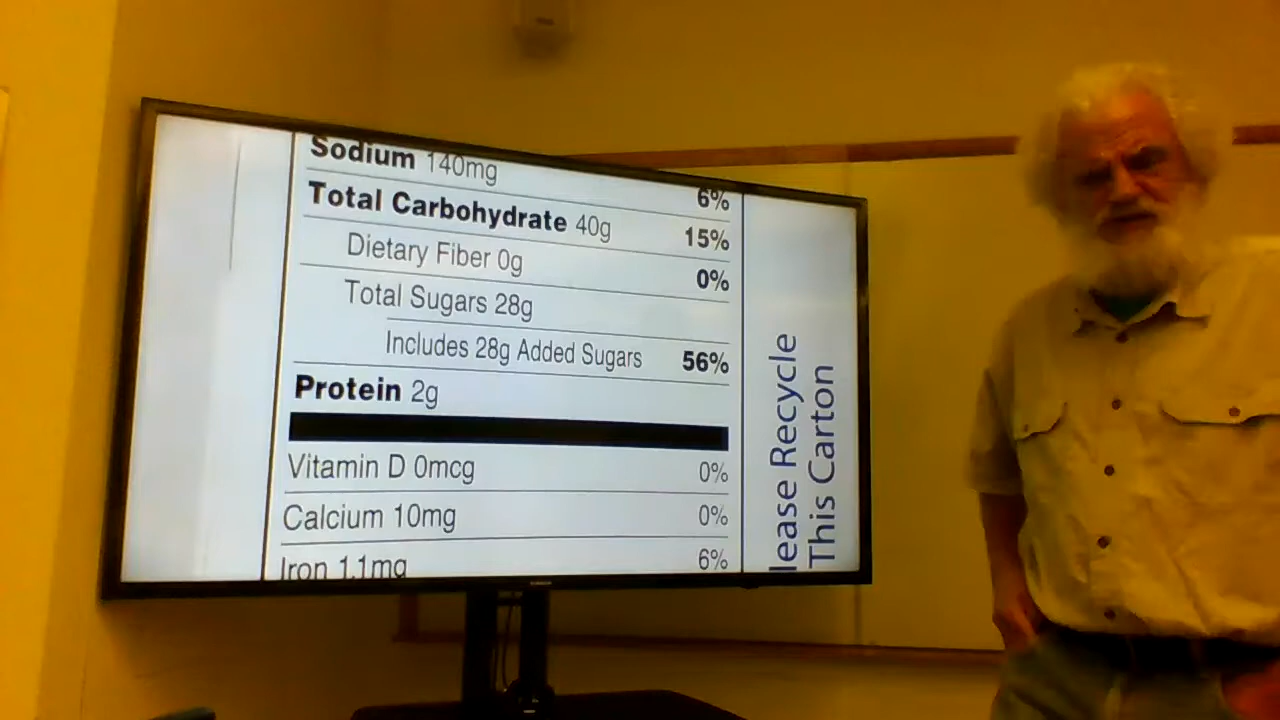 Sodium 140mg 6%
Total Carbohydrate 40g 15%
Dietary Fiber 0g 0%
Total Sugars 28g
Includes 28g Added Sugars 56%
Protein 2g
Vitamin D 0mcg 0%
Calcium 10mg 0%
Iron 1.1mg 6%
lease Recycle
This Carton